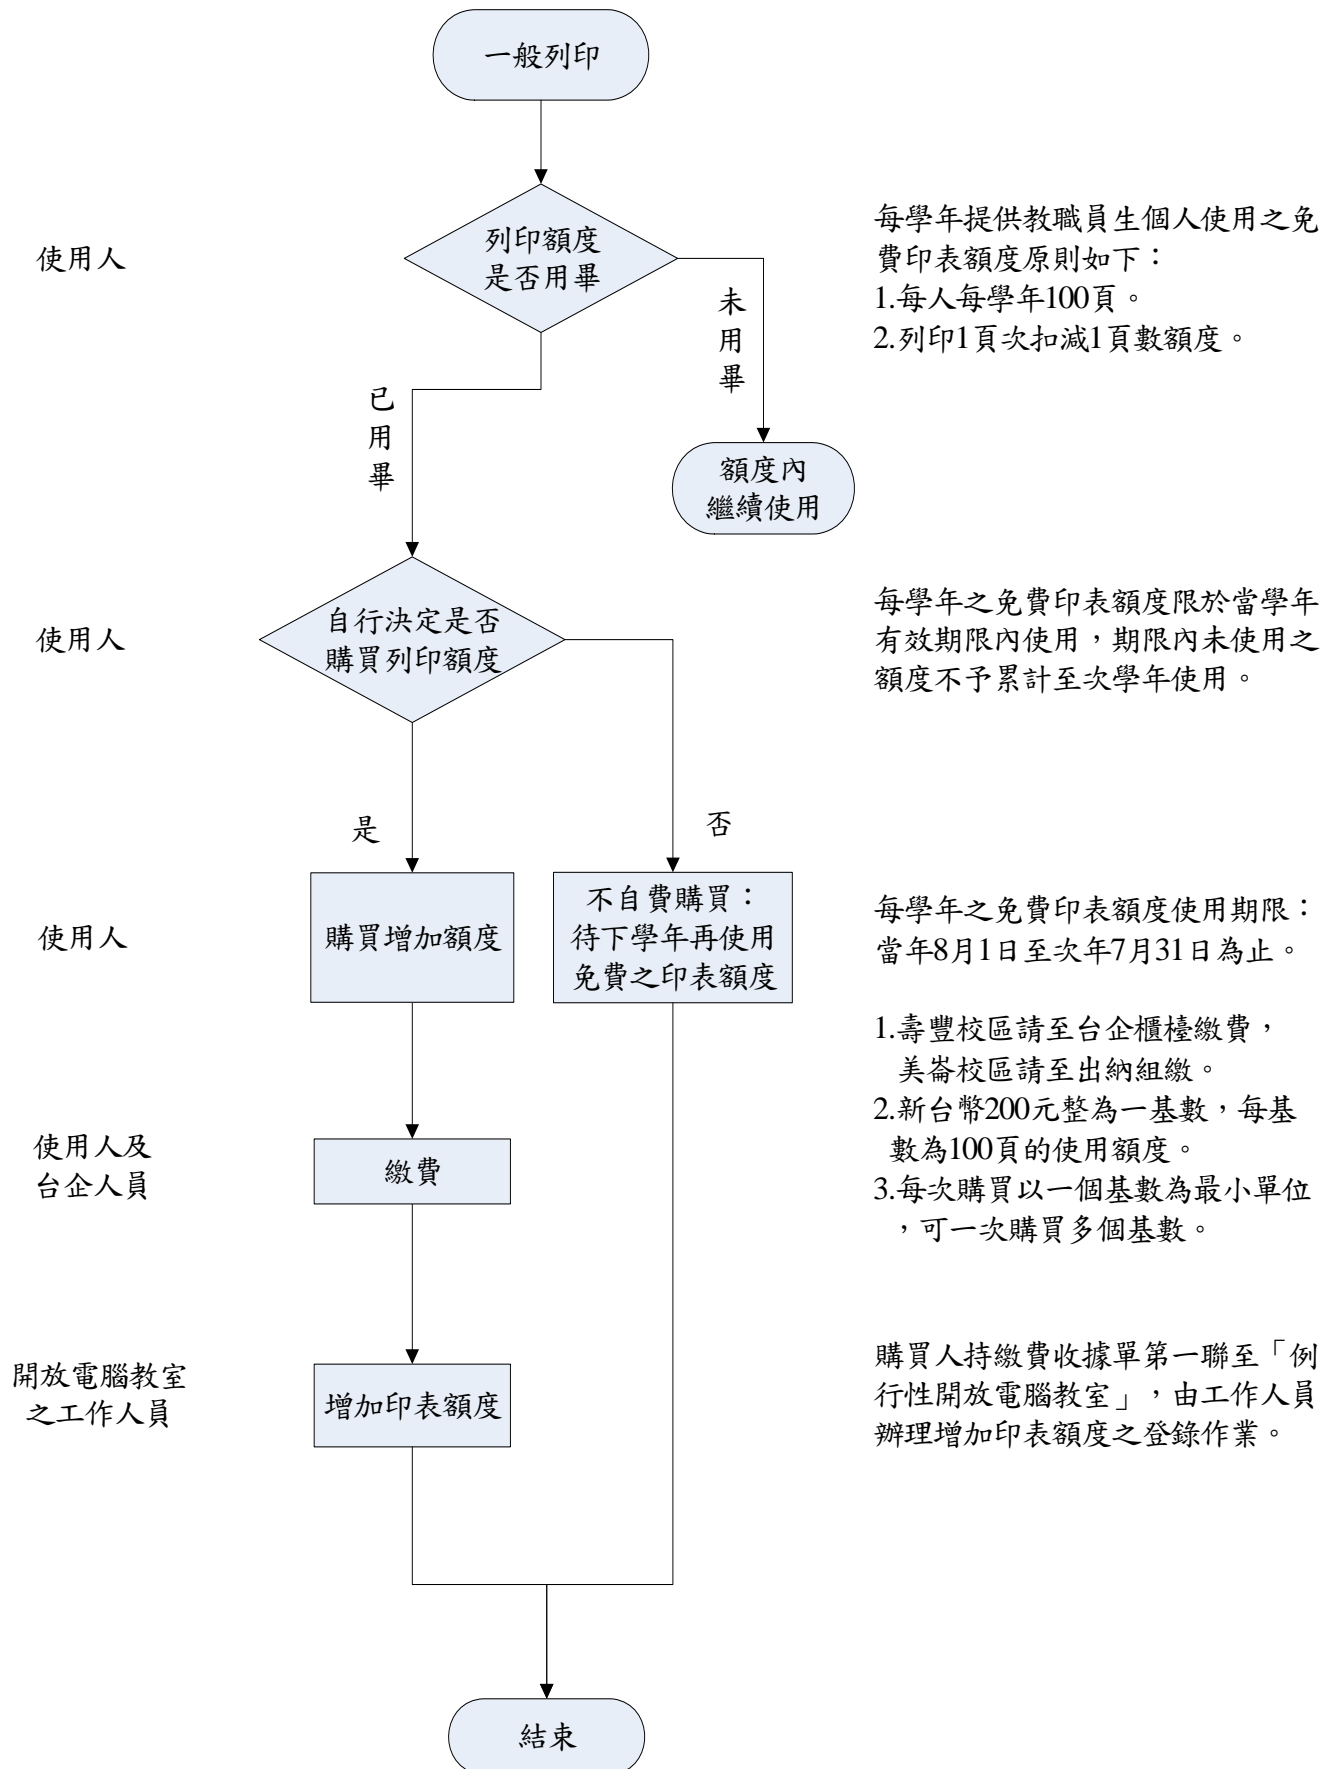 一般列印
使用人
列印額度
是否用畢
每學年提供教職員生個人使用之免
費印表額度原則如下：
1.每人每學年100頁。
2.列印1頁次扣減1頁數額度。
未
用
畢
已
用
畢
額度內
繼續使用
使用人
自行決定是否
購買列印額度
每學年之免費印表額度限於當學年
有效期限內使用，期限內未使用之
額度不予累計至次學年使用。
是
否
使用人
購買增加額度
不自費購買：
待下學年再使用
免費之印表額度
每學年之免費印表額度使用期限：
當年8月1日至次年7月31日為止。
使用人及
台企人員
繳費
1.壽豐校區請至台企櫃檯繳費，
美崙校區請至出納組繳。
2.新台幣200元整為一基數，每基
數為100頁的使用額度。
3.每次購買以一個基數為最小單位
，可一次購買多個基數。
開放電腦教室
之工作人員
增加印表額度
購買人持繳費收據單第一聯至「例
行性開放電腦教室」，由工作人員
辦理增加印表額度之登錄作業。
結束